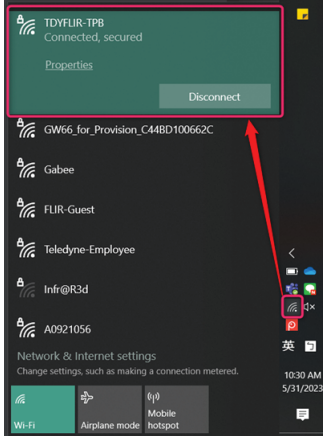 TDYFLIR-TPB
Connected, secured
Properties
Disconnect
GW66_for_Provision_C44BD100662C
Gabee
FLIR-Guest
Teledyne-Employee
Infr@R3d
A0921056
Network & Internet settings
Change settings, such as making a connection metered.
Wi-Fi
Airplane mode
Mobile
hotspot
英
10:30 AM
5/31/2023